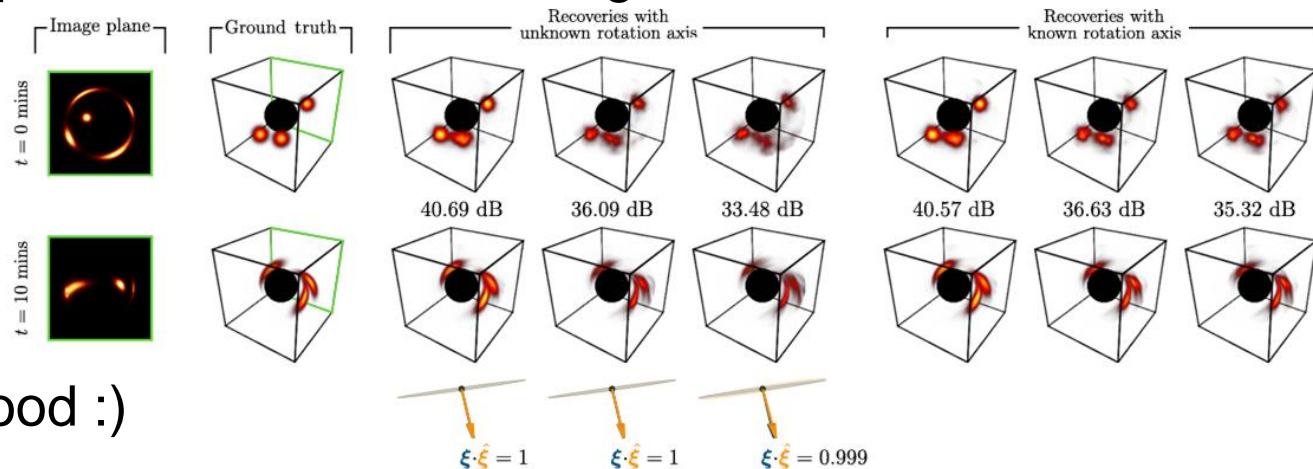 Image plane
Ground truth
Recoveries with
unknown rotation axis
Recoveries with
known rotation axis
t = 0 mins
40.69 dB
36.09 dB
33.48 dB
40.57 dB
36.63 dB
35.32 dB
t = 10 mins
:)
ξ·ξ̂ = 1
ξ·ξ̂ = 1
ξ·ξ̂ = 0.999